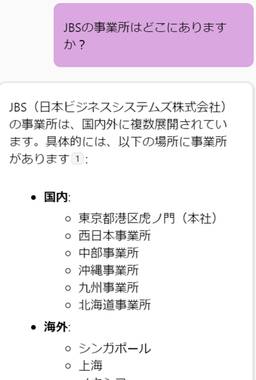 JBSの事業所はどこにあります
か？
JBS（日本ビジネスシステムズ株式会社）
の事業所は、国内外に複数展開されてい
ます。具体的には、以下の場所に事業所
があります 1 :
• 国内:
○ 東京都港区虎ノ門（本社）
○ 西日本事業所
○ 中部事業所
○ 沖縄事業所
○ 九州事業所
○ 北海道事業所
• 海外:
○ シンガポール
○ 上海